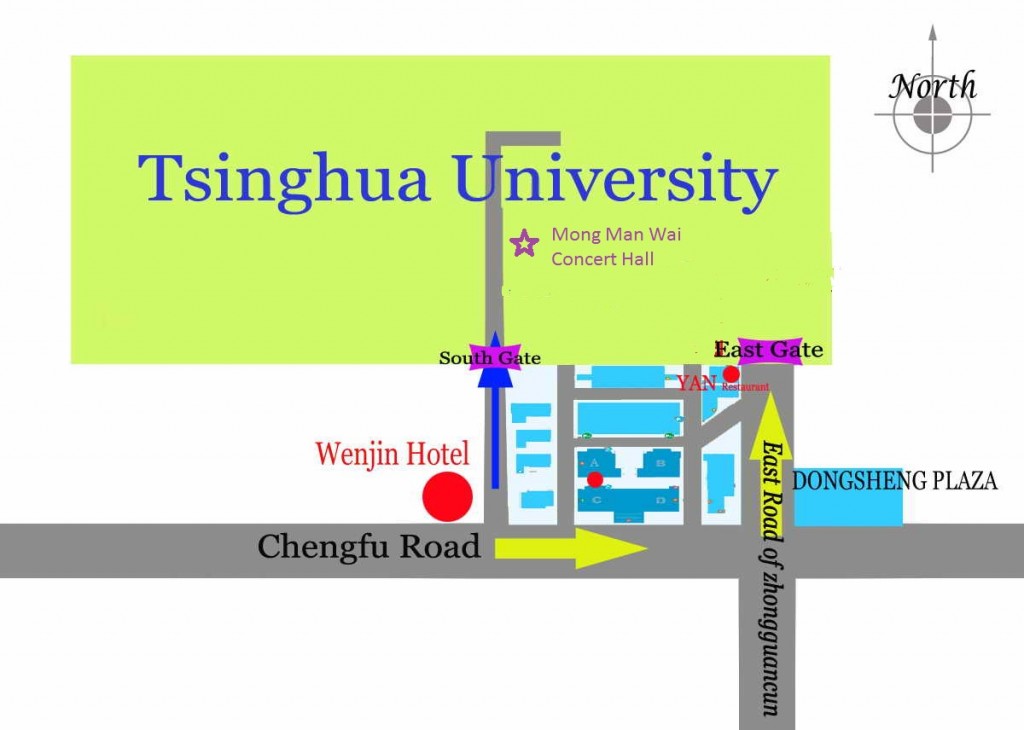 North
Tsinghua University
Mong Man Wai
Concert Hall
South Gate
East Gate
YAN Restaurant
Wenjin Hotel
A
B
C
D
DONGSHENG PLAZA
Chengfu Road
East Road of zhongguancun